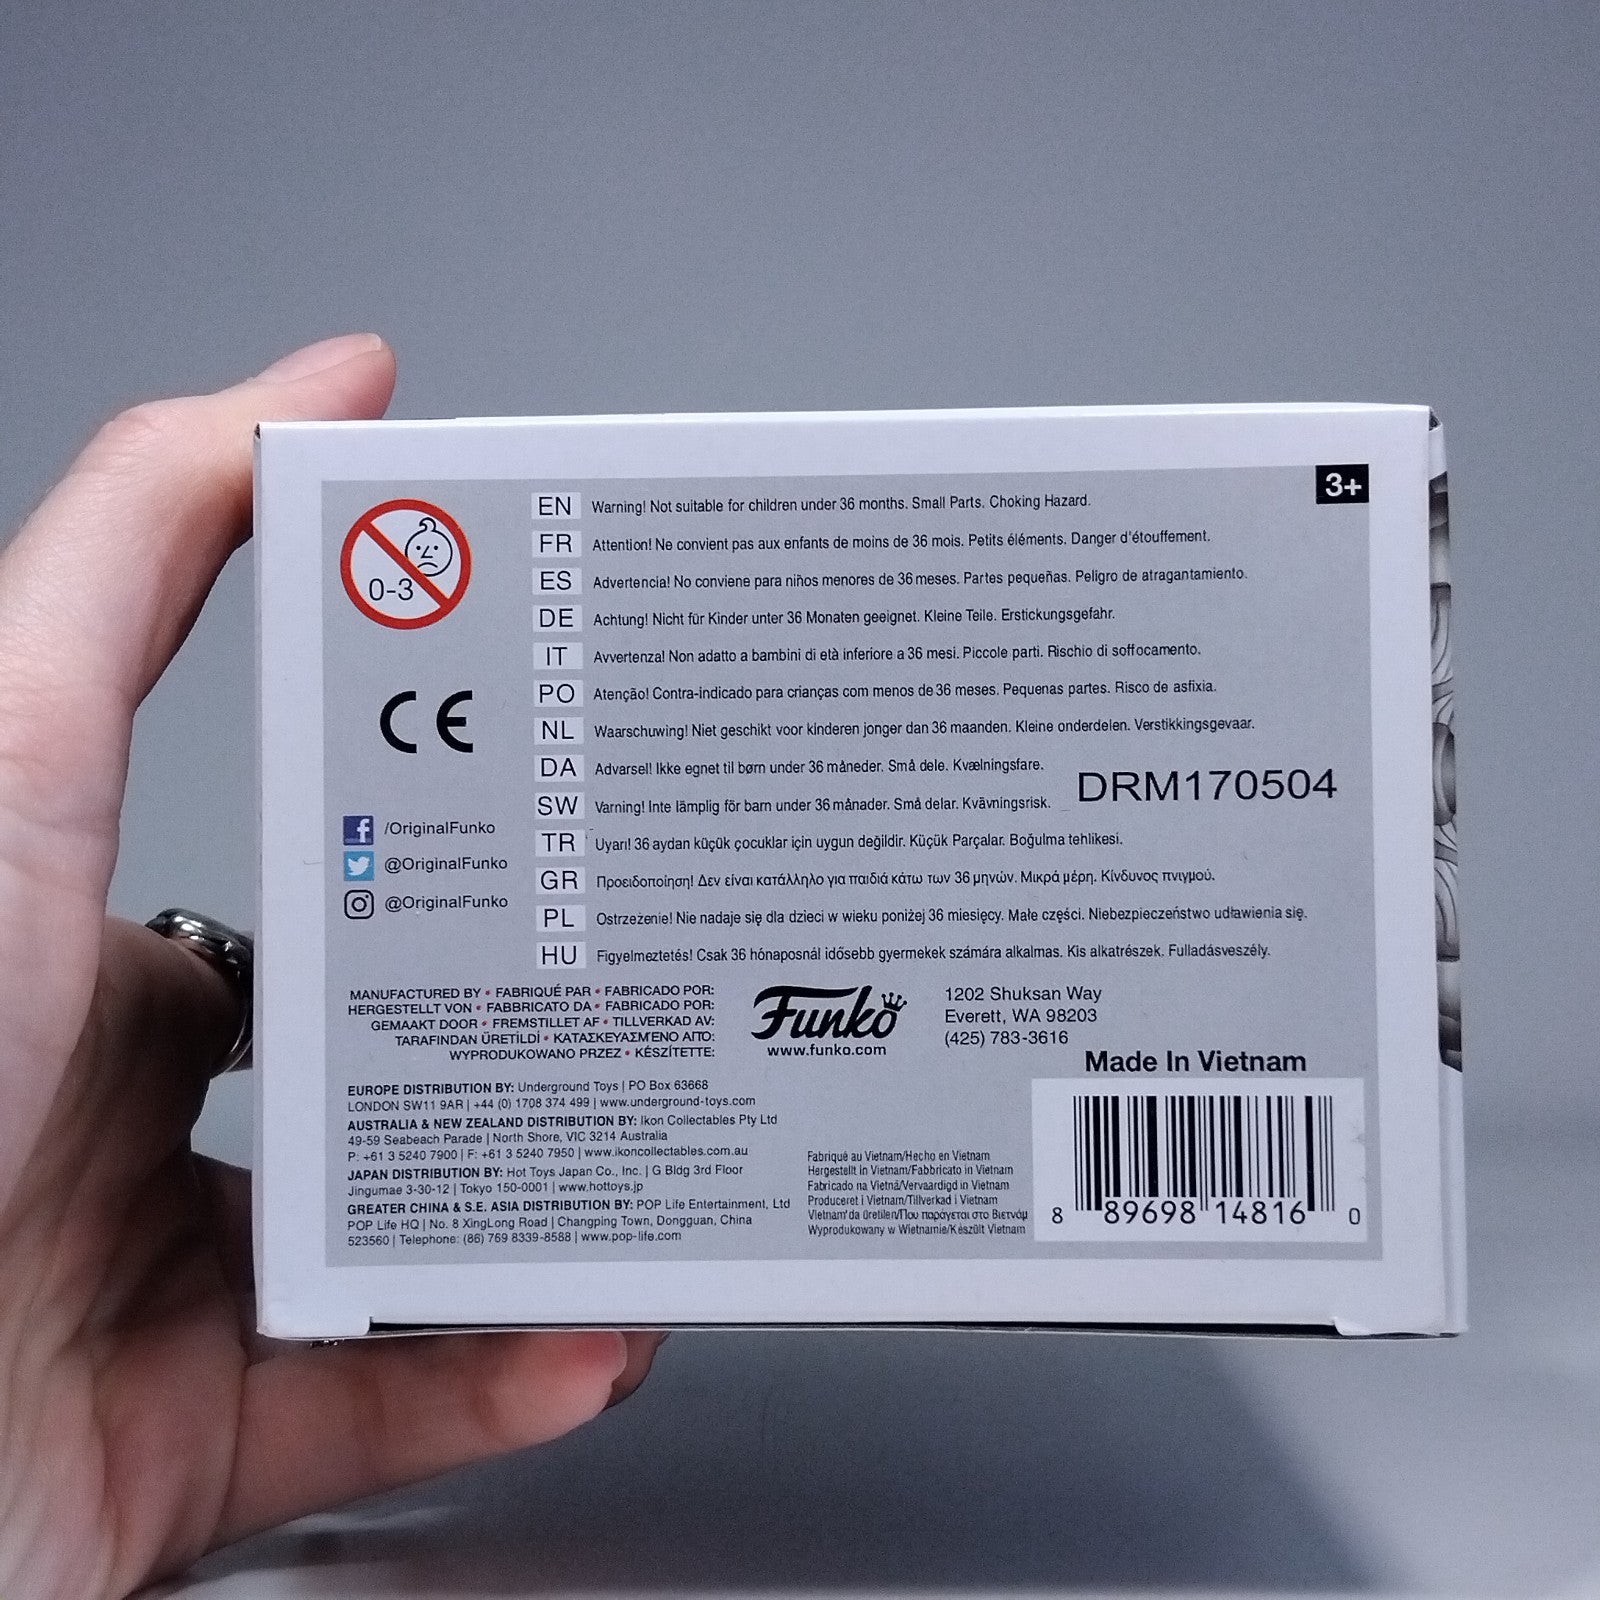 3+
0-3
EN Warning! Not suitable for children under 36 months. Small Parts. Choking Hazard.
FR Attention! Ne convient pas aux enfants de moins de 36 mois. Petits éléments. Danger d'étouffement.
ES Advertencia! No conviene para niños menores de 36 meses. Partes pequeñas. Peligro de atragantamiento.
DE Achtung! Nicht für Kinder unter 36 Monaten geeignet. Kleine Teile. Erstickungsgefahr.
IT Avvertenza! Non adatto a bambini di età inferiore a 36 mesi. Piccole parti. Rischio di soffocamento.
PO Atenção! Contra-indicado para crianças com menos de 36 meses. Pequenas partes. Risco de asfixia.
NL Waarschuwing! Niet geschikt voor kinderen jonger dan 36 maanden. Kleine onderdelen. Verstikkingsgevaar.
DA Advarsel! Ikke egnet til børn under 36 måneder. Små dele. Kvælningsfare.
SW Varning! Inte lämplig för barn under 36 månader. Små delar. Kvävningsrisk.
TR Uyarı! 36 aydan küçük çocuklar için uygun değildir. Küçük Parçalar. Boğulma tehlikesi.
GR Προειδοποίηση! Δεν είναι κατάλληλο για παιδιά κάτω των 36 μηνών. Μικρά μέρη. Κίνδυνος πνιγμού.
PL Ostrzeżenie! Nie nadaje się dla dzieci w wieku poniżej 36 miesięcy. Małe części. Niebezpieczeństwo udławienia się.
HU Figyelmeztetés! Csak 36 hónaposnál idősebb gyermekek számára alkalmas. Kis alkatrészek. Fulladásveszély.
DRM170504
CE
/OriginalFunko
@OriginalFunko
@OriginalFunko
MANUFACTURED BY • FABRIQUÉ PAR • FABRICADO POR:
HERGESTELLT VON • FABBRICATO DA • FABRICADO POR:
GEMAAKT DOOR • FREMSTILLET AF • TILLVERKAD AV:
TARAFINDAN ÜRETİLDİ • ΚΑΤΑΣΚΕΥΑΣΜΈΝΟ ΑΠΌ:
WYPRODUKOWANO PRZEZ • KÉSZÍTETTE:
Funko
www.funko.com
1202 Shuksan Way
Everett, WA 98203
(425) 783-3616
Made In Vietnam
EUROPE DISTRIBUTION BY: Underground Toys | PO Box 63668
LONDON SW11 9AR | +44 (0) 1708 374 499 | www.underground-toys.com
AUSTRALIA & NEW ZEALAND DISTRIBUTION BY: Ikon Collectables Pty Ltd
49-59 Seabeach Parade | North Shore, VIC 3214 Australia
P: +61 3 5240 7900 | F: +61 3 5240 7950 | www.ikoncollectables.com.au
JAPAN DISTRIBUTION BY: Hot Toys Japan Co., Inc. | G Bldg 3rd Floor
Jingumae 3-30-12 | Tokyo 150-0001 | www.hottoys.jp
GREATER CHINA & S.E. ASIA DISTRIBUTION BY: POP Life Entertainment, Ltd
POP Life HQ | No. 8 XingLong Road | Changping Town, Dongguan, China
523560 | Telephone: (86) 769 8339-8588 | www.pop-life.com
Fabriqué au Vietnam/Hecho en Vietnam
Hergestellt in Vietnam/Fabbricato in Vietnam
Fabricado na Vietnã/Vervaardigd in Vietnam
Produceret i Vietnam/Tillverkad i Vietnam
Vietnam'da üretilen/Που παράγεται στο Βιετνάμ
Wyprodukowany w Wietnamie/Készült Vietnam
8 89698 14816 0